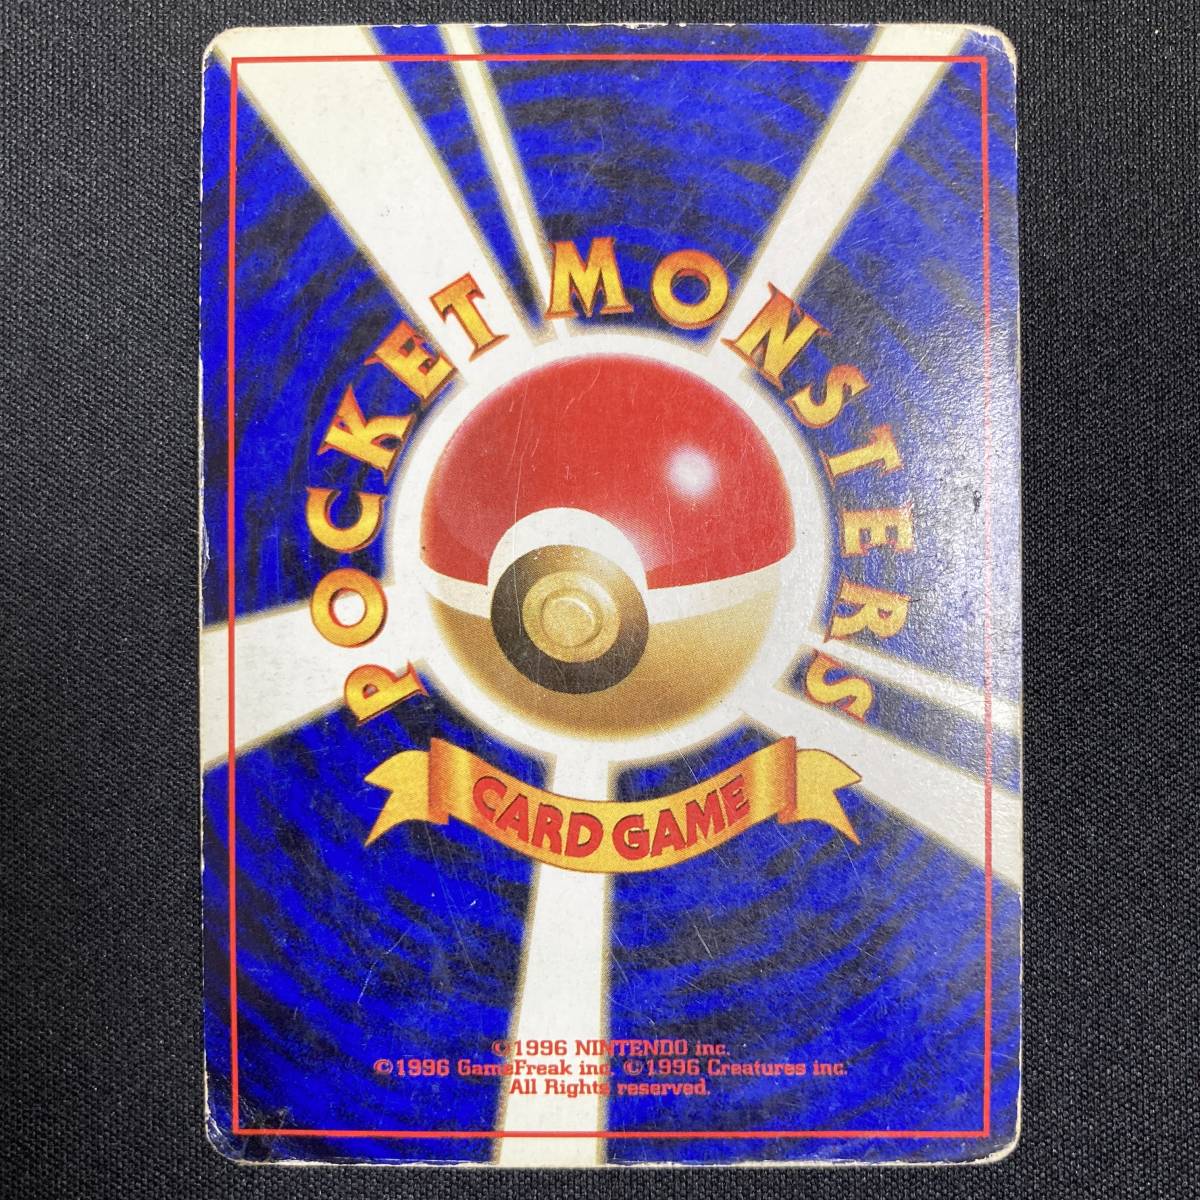 POCKET MONSTERS
CARD GAME
©1996 NINTENDO inc.
©1996 GameFreak inc. ©1996 Creatures inc.
All Rights reserved.